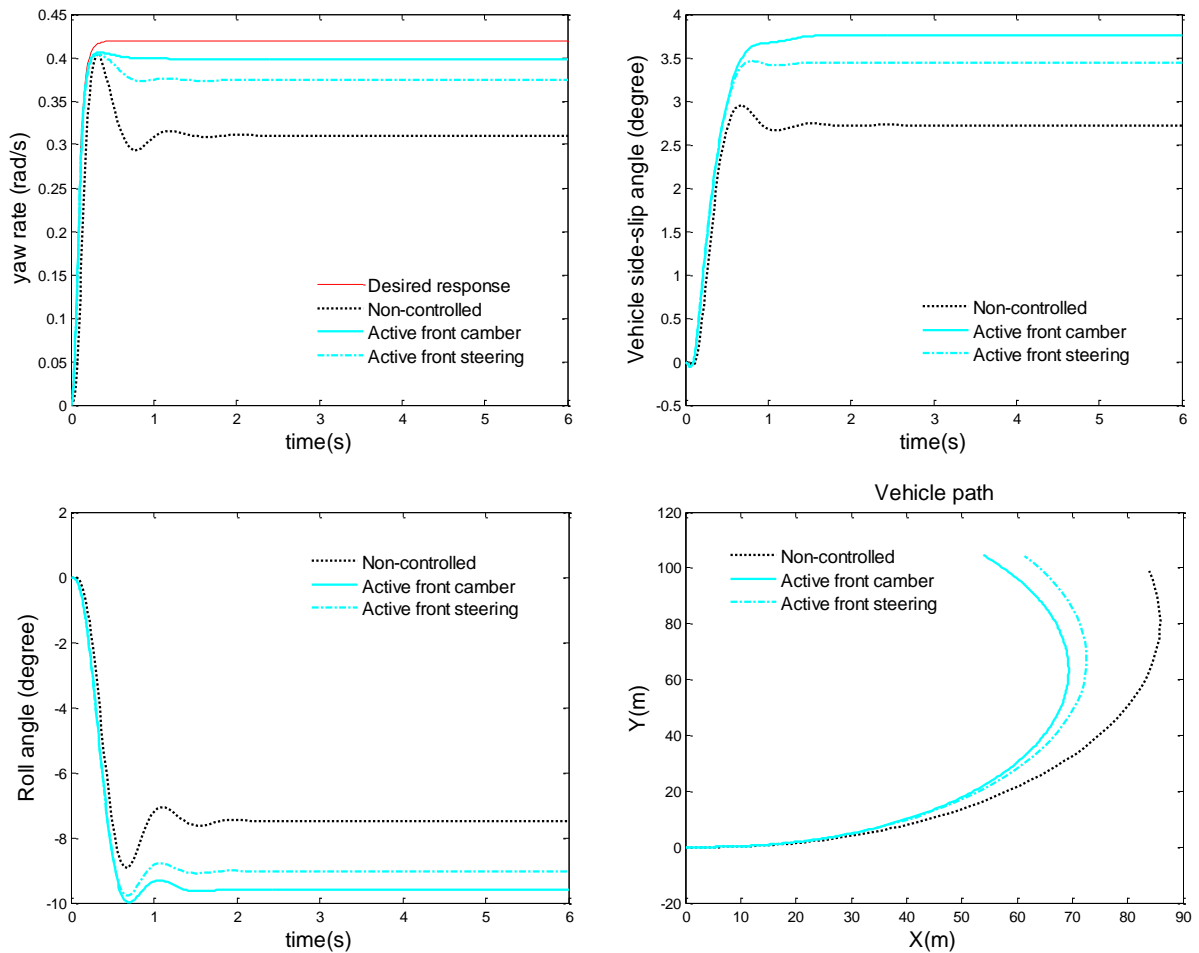 0.45
0.4
0.35
0.3
0.25
0.2
0.15
0.1
0.05
0
yaw rate (rad/s)
Desired response
Non-controlled
Active front camber
Active front steering
0 1 2 3 4 5 6
time(s)
4
3.5
3
2.5
2
1.5
1
0.5
0
-0.5
Vehicle side-slip angle (degree)
Non-controlled
Active front camber
Active front steering
0 1 2 3 4 5 6
time(s)
2
0
-2
-4
-6
-8
-10
Roll angle (degree)
Non-controlled
Active front camber
Active front steering
0 1 2 3 4 5 6
time(s)
Vehicle path
120
100
80
60
40
20
0
-20
Y(m)
Non-controlled
Active front camber
Active front steering
0 10 20 30 40 50 60 70 80 90
X(m)